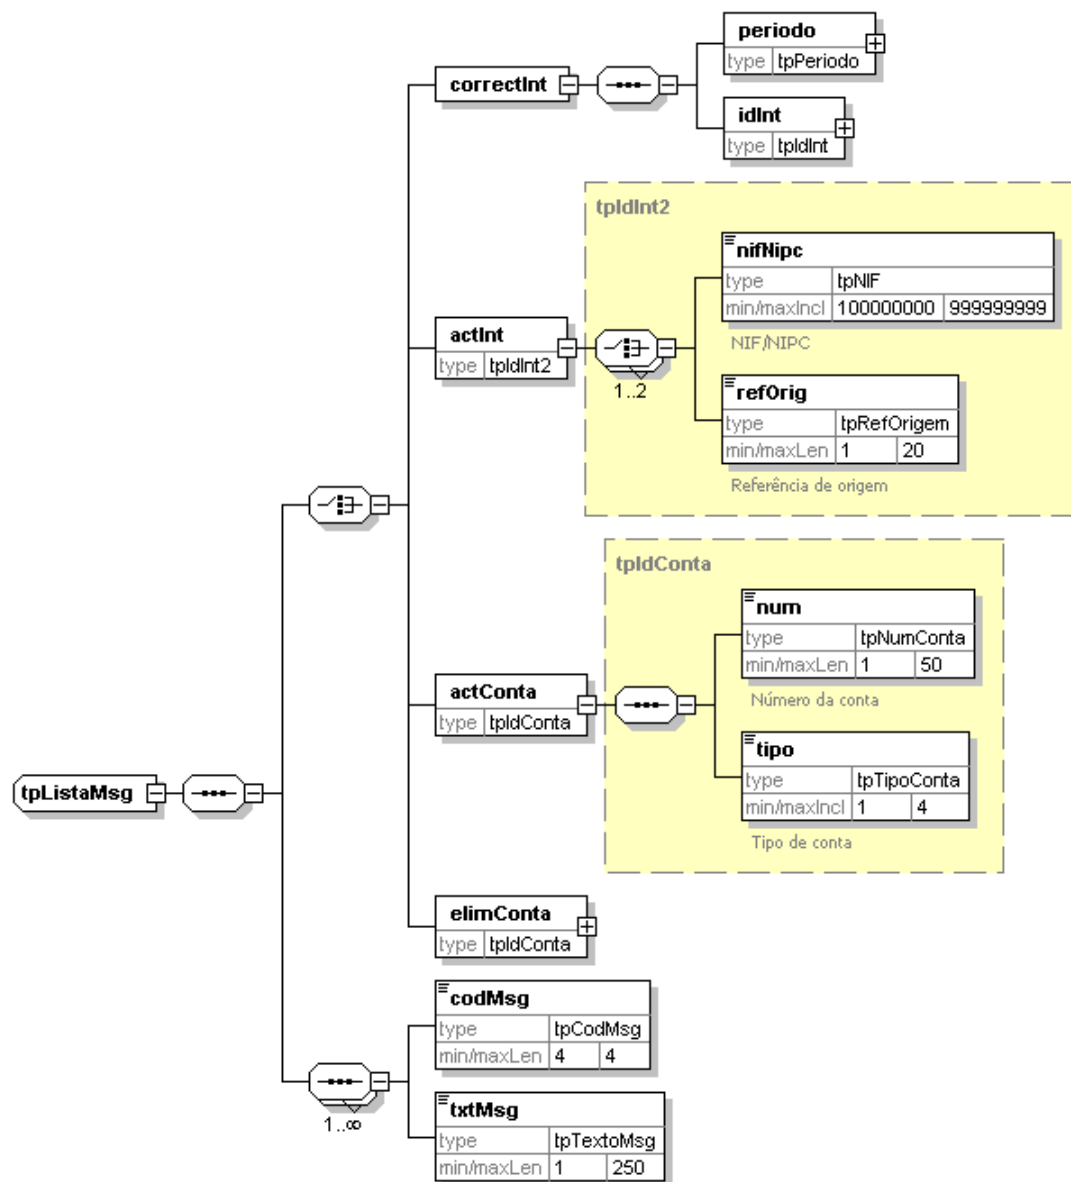 periodo
type tpPeriodo
correctInt
idInt
type tpIdInt
tpIdInt2
nifNipc
type tpNIF
min/maxIncl 100000000 999999999
NIF/NIPC
actInt
type tpIdInt2
1..2
refOrig
type tpRefOrigem
min/maxLen 1 20
Referência de origem
tpIdConta
num
type tpNumConta
min/maxLen 1 50
Número da conta
actConta
type tpIdConta
tipo
type tpTipoConta
min/maxIncl 1 4
Tipo de conta
tpListaMsg
elimConta
type tpIdConta
codMsg
type tpCodMsg
min/maxLen 4 4
1..∞
txtMsg
type tpTextoMsg
min/maxLen 1 250